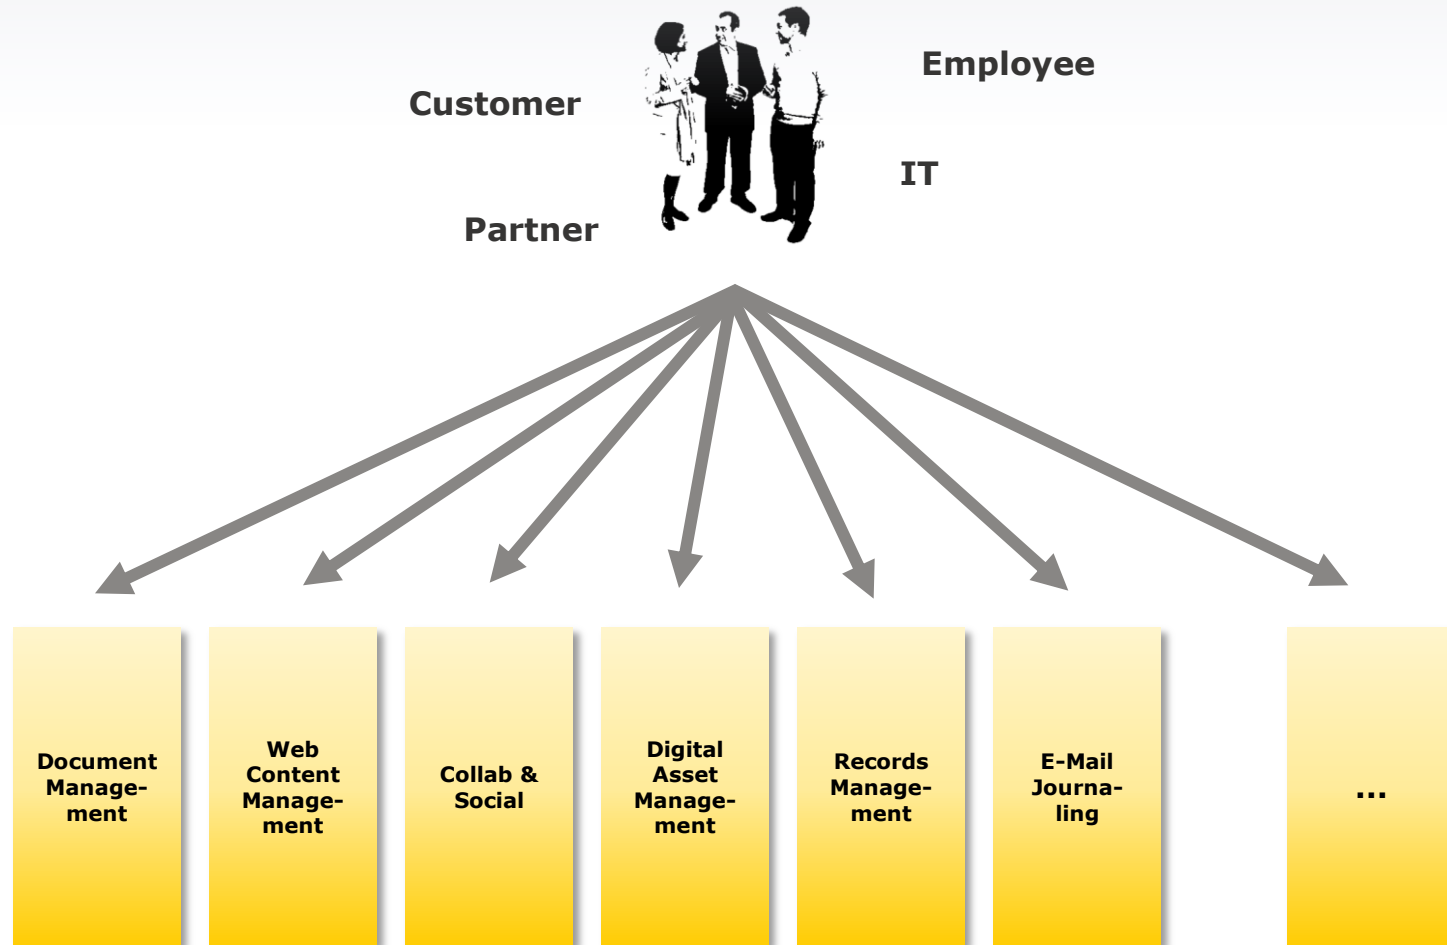 Employee
Customer
IT
Partner
Document
Manage-
ment
Web
Content
Manage-
ment
Collab &
Social
Digital
Asset
Manage-
ment
Records
Manage-
ment
E-Mail
Journa-
ling
...